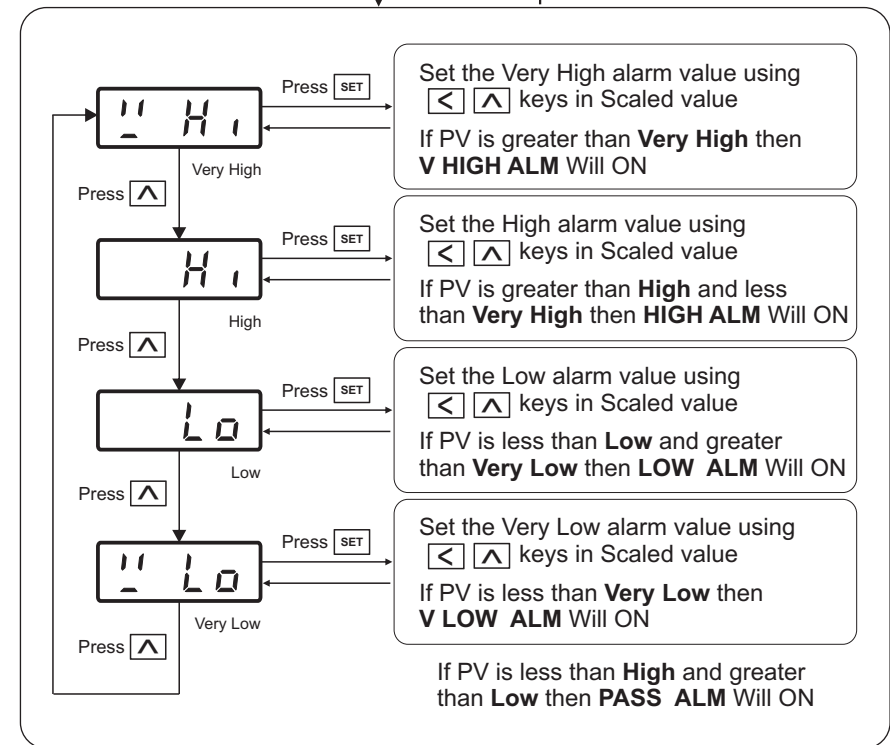 Press SET
Set the Very High alarm value using
< ∧ keys in Scaled value
If PV is greater than Very High then
V HIGH ALM Will ON
Hi
Very High
Press ∧
Press SET
Set the High alarm value using
< ∧ keys in Scaled value
If PV is greater than High and less
than Very High then HIGH ALM Will ON
Hi
High
Press ∧
Press SET
Set the Low alarm value using
< ∧ keys in Scaled value
If PV is less than Low and greater
than Very Low then LOW ALM Will ON
Lo
Low
Press ∧
Press SET
Set the Very Low alarm value using
< ∧ keys in Scaled value
If PV is less than Very Low then
V LOW ALM Will ON
Lo
Very Low
Press ∧
If PV is less than High and greater
than Low then PASS ALM Will ON